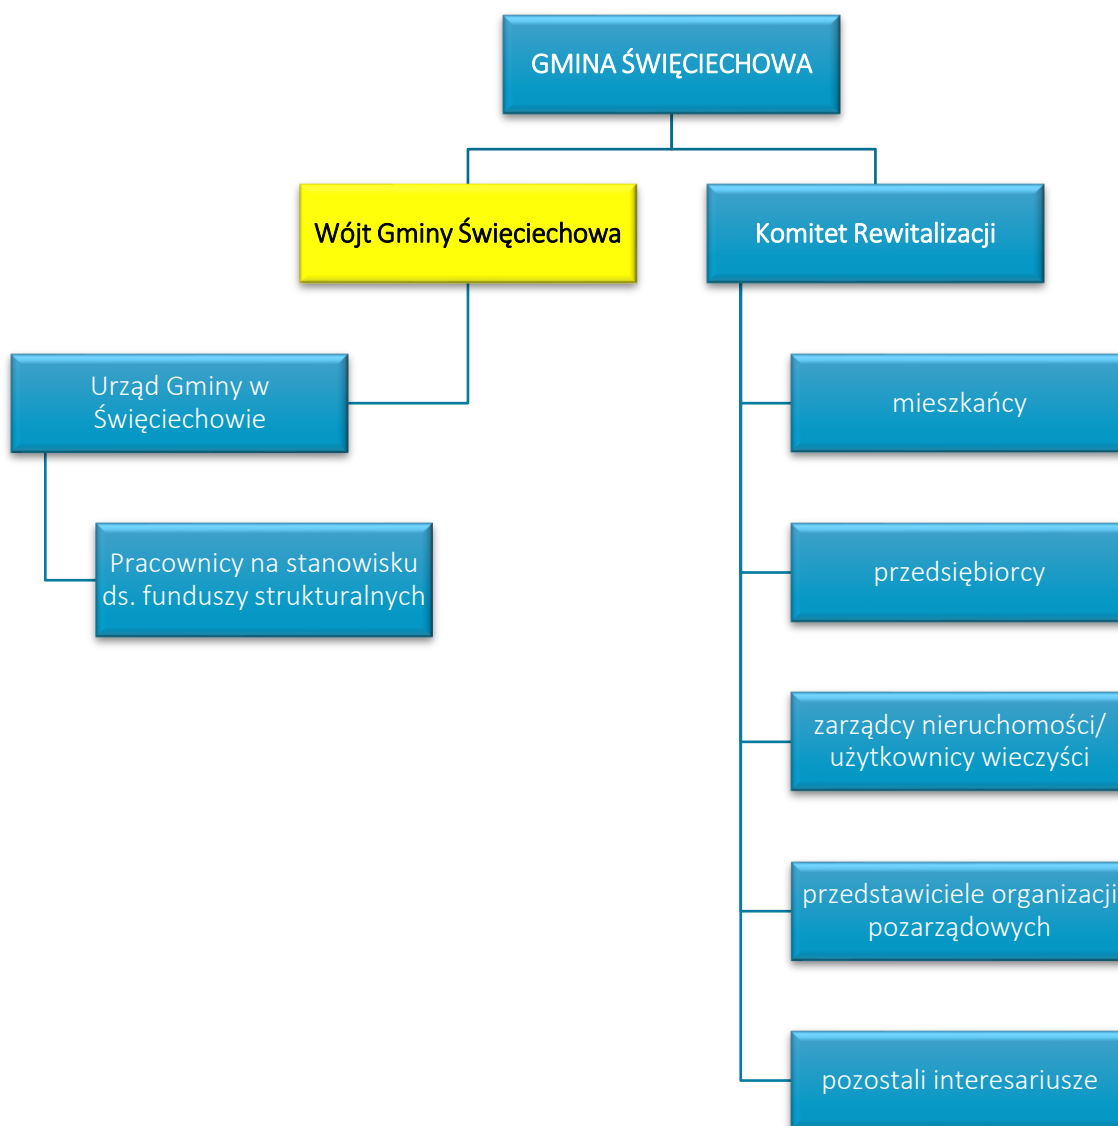 GMINA ŚWIĘCIECHOWA
Wójt Gminy Święciechowa
Komitet Rewitalizacji
Urząd Gminy w
Święciechowie
Pracownicy na stanowisku
ds. funduszy strukturalnych
mieszkańcy
przedsiębiorcy
zarządcy nieruchomości/
użytkownicy wieczyści
przedstawiciele organizacji
pozarządowych
pozostali interesariusze